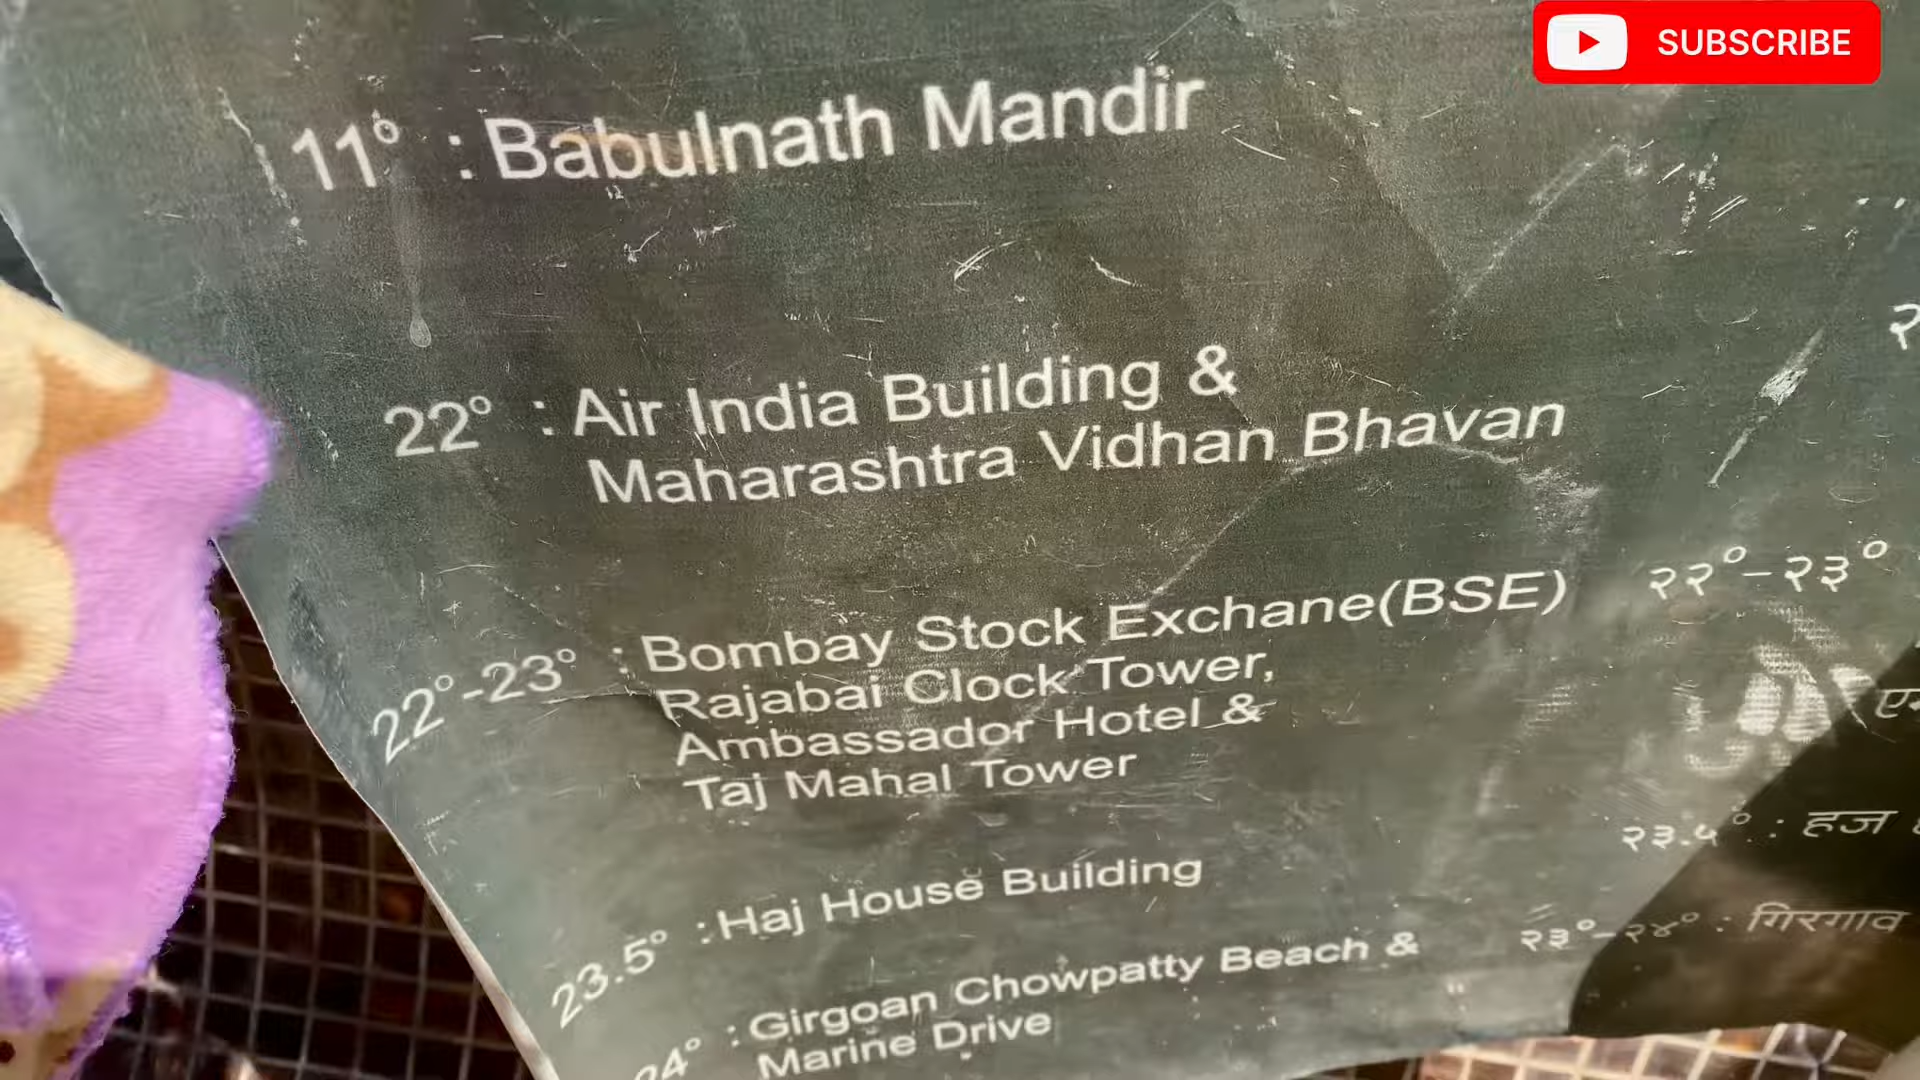 SUBSCRIBE
11° : Babulnath Mandir
22° : Air India Building &
Maharashtra Vidhan Bhavan
22°-23° : Bombay Stock Exchane(BSE)
Rajabai Clock Tower,
Ambassador Hotel &
Taj Mahal Tower
23.5° : Haj House Building
: Girgoan Chowpatty Beach &
Marine Drive
२२°-२३°
२३.५° : हज
२३°-२४° : गिरगाव